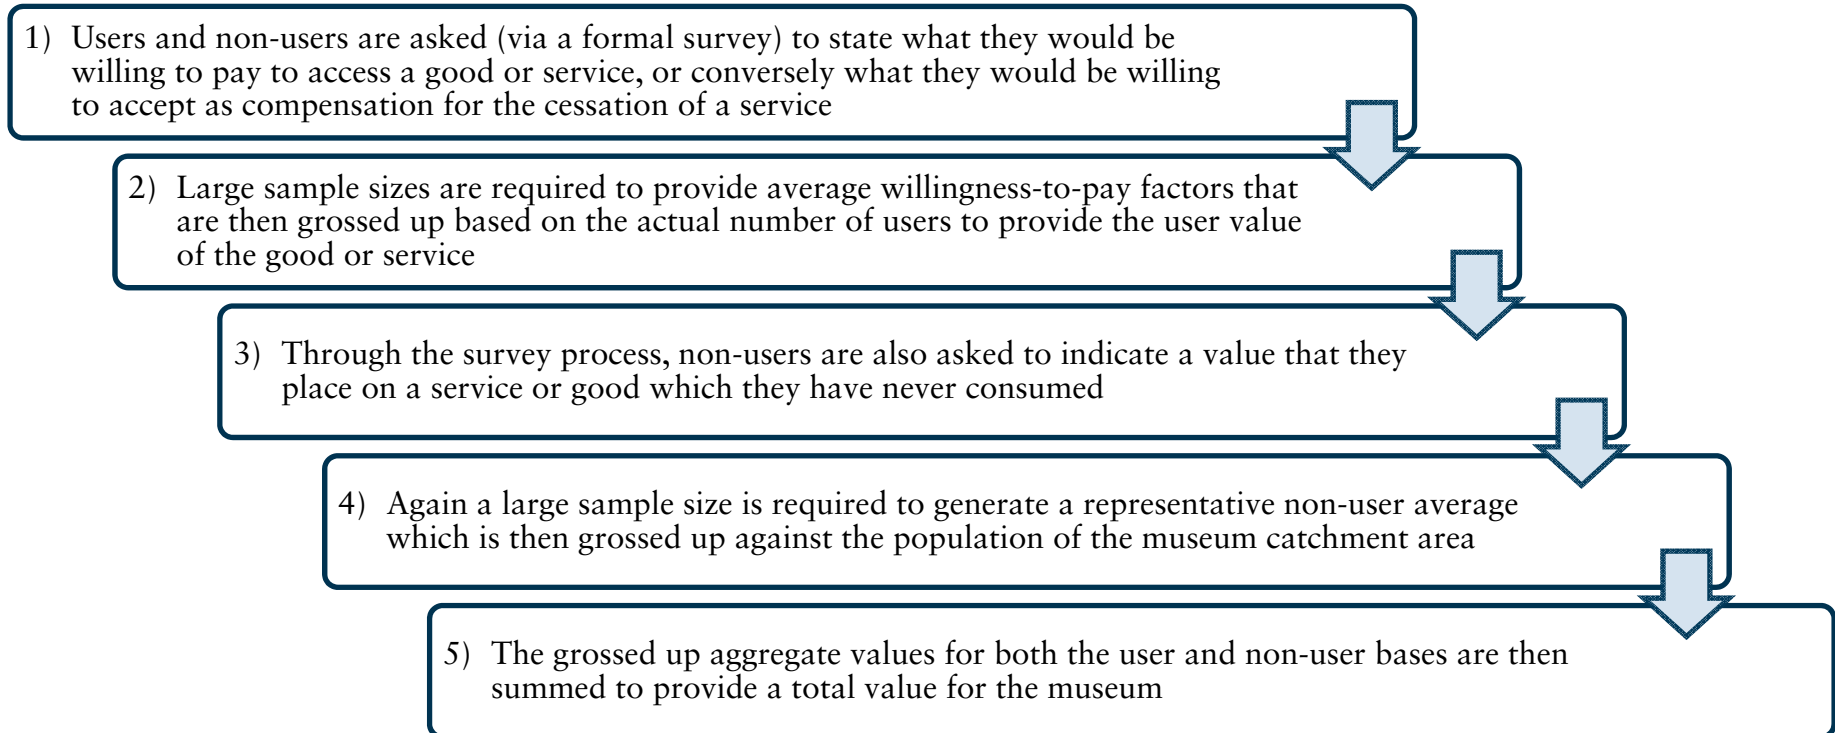 1) Users and non-users are asked (via a formal survey) to state what they would be
willing to pay to access a good or service, or conversely what they would be willing
to accept as compensation for the cessation of a service
2) Large sample sizes are required to provide average willingness-to-pay factors that
are then grossed up based on the actual number of users to provide the user value
of the good or service
3) Through the survey process, non-users are also asked to indicate a value that they
place on a service or good which they have never consumed
4) Again a large sample size is required to generate a representative non-user average
which is then grossed up against the population of the museum catchment area
5) The grossed up aggregate values for both the user and non-user bases are then
summed to provide a total value for the museum